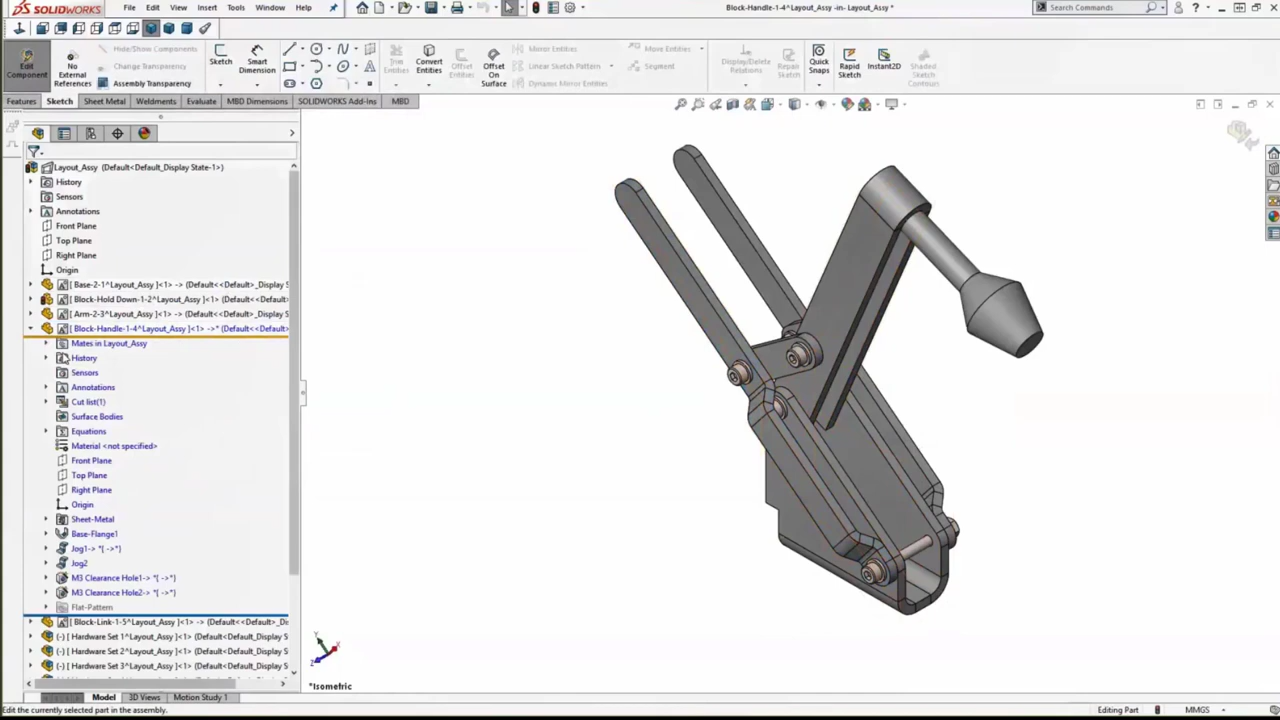 SOLIDWORKS File Edit View Insert Tools Window Help Block-Handle-1-4^Layout_Assy -in- Layout_Assy * Search Commands
Edit Component
No External References
Hide/Show Components
Change Transparency
Assembly Transparency
Sketch
Smart Dimension
Trim Entities
Convert Entities
Offset Entities
Offset On Surface
Mirror Entities
Linear Sketch Pattern
Dynamic Mirror Entities
Move Entities
Segment
Display/Delete Relations
Repair Sketch
Quick Snaps
Rapid Sketch
Instant2D
Shaded Sketch Contours
Features Sketch Sheet Metal Weldments Evaluate MBD Dimensions SOLIDWORKS Add-Ins MBD
Layout_Assy (Default<Default_Display State-1>)
History
Sensors
Annotations
Front Plane
Top Plane
Right Plane
Origin
[ Base-2-1^Layout_Assy ]<1> -> (Default<<Default>_Display S
[ Block-Hold Down-1-2^Layout_Assy ]<1> (Default<<Default>
[ Arm-2-3^Layout_Assy ]<1> -> (Default<<Default>_Display S
[ Block-Handle-1-4^Layout_Assy ]<1> ->* (Default<<Default>
Mates in Layout_Assy
History
Sensors
Annotations
Cut list(1)
Surface Bodies
Equations
Material <not specified>
Front Plane
Top Plane
Right Plane
Origin
Sheet-Metal
Base-Flange1
Jog1-> *{ ->*}
Jog2
M3 Clearance Hole1-> *{ ->*}
M3 Clearance Hole2-> *{ ->*}
Flat-Pattern
[ Block-Link-1-5^Layout_Assy ]<1> -> (Default<<Default>_Di
(-) [ Hardware Set 1^Layout_Assy ]<1> (Default<Default_Display S
(-) [ Hardware Set 2^Layout_Assy ]<1> (Default<Default_Display S
(-) [ Hardware Set 3^Layout_Assy ]<1> (Default<Default_Display S
Y X Z
*Isometric
Model 3D Views Motion Study 1
Edit the currently selected part in the assembly. Editing Part MMGS